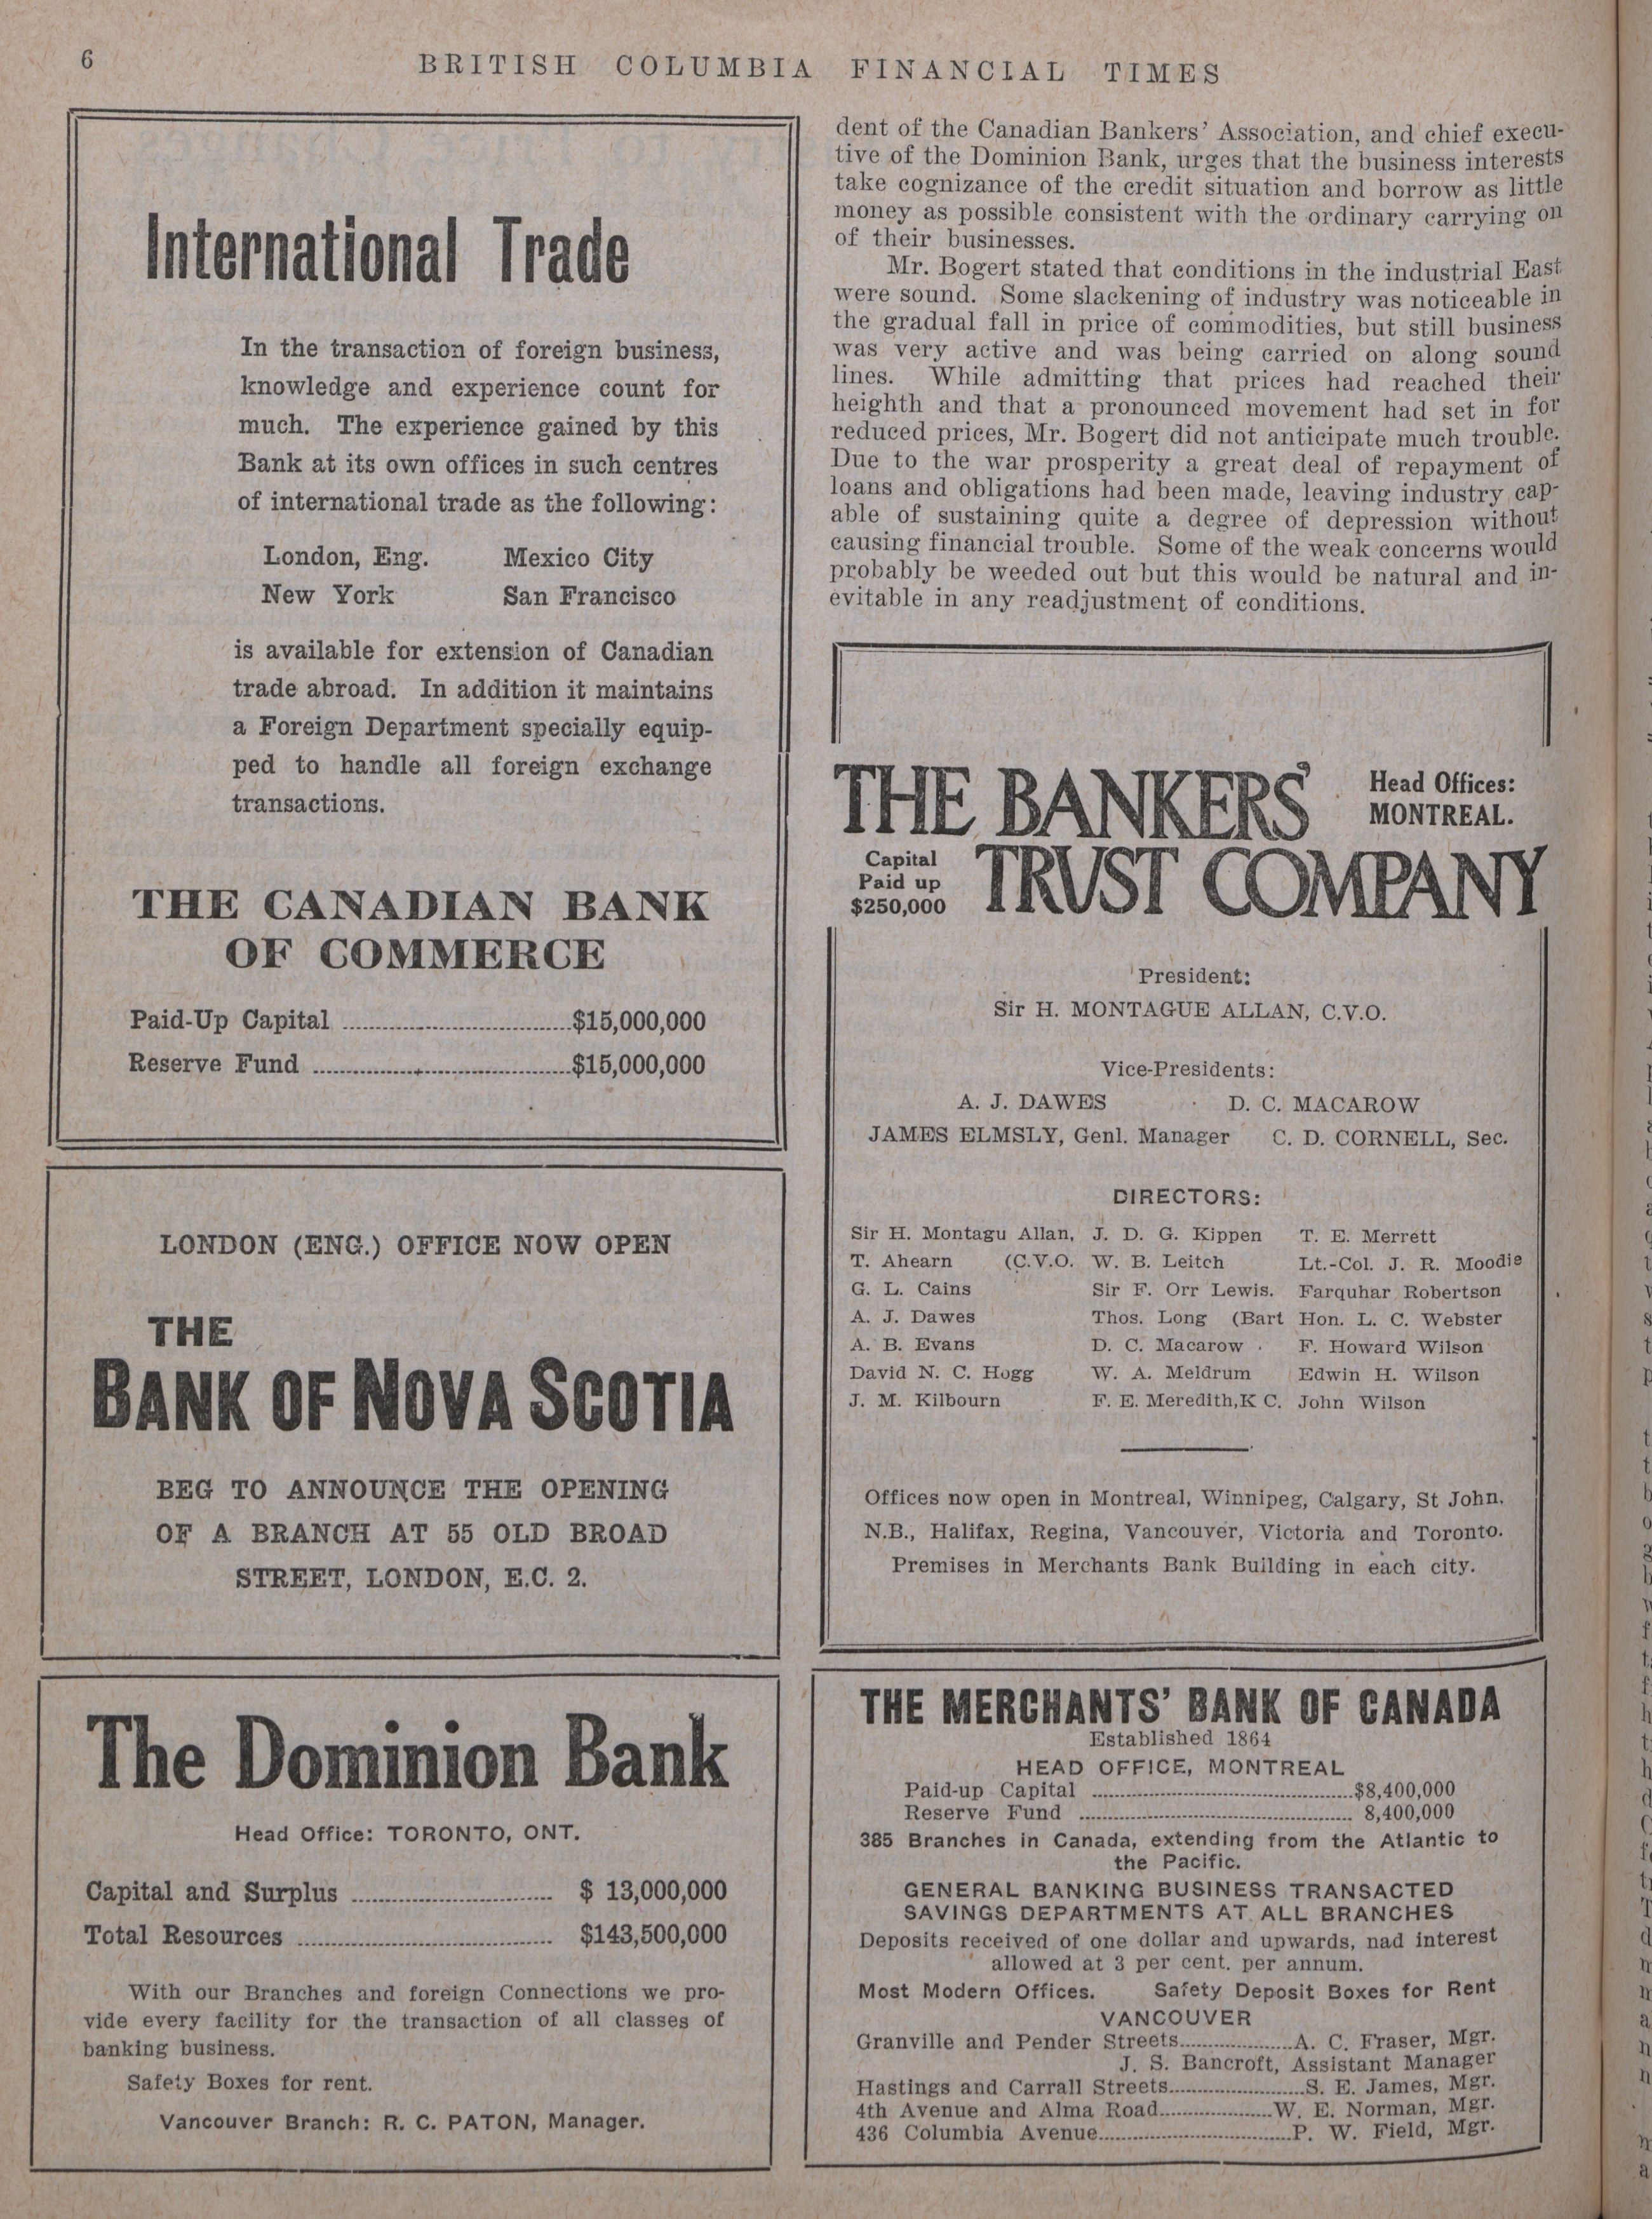 6
BRITISH COLUMBIA FINANCIAL TIMES
International Trade
In the transaction of foreign business,
knowledge and experience count for
much. The experience gained by this
Bank at its own offices in such centres
of international trade as the following:
London, Eng. Mexico City
New York San Francisco
is available for extension of Canadian
trade abroad. In addition it maintains
a Foreign Department specially equip-
ped to handle all foreign exchange
transactions.
THE CANADIAN BANK
OF COMMERCE
Paid-Up Capital ........................................$15,000,000
Reserve Fund ............................................$15,000,000
LONDON (ENG.) OFFICE NOW OPEN
THE
BANK OF NOVA SCOTIA
BEG TO ANNOUNCE THE OPENING
OF A BRANCH AT 55 OLD BROAD
STREET, LONDON, E.C. 2.
The Dominion Bank
Head Office: TORONTO, ONT.
Capital and Surplus .............................. $ 13,000,000
Total Resources ...................................... $143,500,000
With our Branches and foreign Connections we pro-
vide every facility for the transaction of all classes of
banking business.
Safety Boxes for rent.
Vancouver Branch: R. C. PATON, Manager.
dent of the Canadian Bankers' Association, and chief execu-
tive of the Dominion Bank, urges that the business interests
take cognizance of the credit situation and borrow as little
money as possible consistent with the ordinary carrying on
of their businesses.
Mr. Bogert stated that conditions in the industrial East
were sound. Some slackening of industry was noticeable in
the gradual fall in price of commodities, but still business
was very active and was being carried on along sound
lines. While admitting that prices had reached their
heighth and that a pronounced movement had set in for
reduced prices, Mr. Bogert did not anticipate much trouble.
Due to the war prosperity a great deal of repayment of
loans and obligations had been made, leaving industry cap-
able of sustaining quite a degree of depression without
causing financial trouble. Some of the weak concerns would
probably be weeded out but this would be natural and in-
evitable in any readjustment of conditions.
THE BANKERS' Head Offices:
MONTREAL.
Capital
Paid up
$250,000
TRUST COMPANY
President:
Sir H. MONTAGUE ALLAN, C.V.O.
Vice-Presidents:
A. J. DAWES D. C. MACAROW
JAMES ELMSLY, Genl. Manager C. D. CORNELL, Sec.
DIRECTORS:
Sir H. Montagu Allan, J. D. G. Kippen T. E. Merrett
T. Ahearn (C.V.O. W. B. Leitch Lt.-Col. J. R. Moodie
G. L. Cains Sir F. Orr Lewis. Farquhar Robertson
A. J. Dawes Thos. Long (Bart Hon. L. C. Webster
A. B. Evans D. C. Macarow F. Howard Wilson
David N. C. Hogg W. A. Meldrum Edwin H. Wilson
J. M. Kilbourn F. E. Meredith,K C. John Wilson
Offices now open in Montreal, Winnipeg, Calgary, St John.
N.B., Halifax, Regina, Vancouver, Victoria and Toronto.
Premises in Merchants Bank Building in each city.
THE MERCHANTS' BANK OF CANADA
Established 1864
HEAD OFFICE, MONTREAL
Paid-up Capital ..................................................$8,400,000
Reserve Fund .................................................... 8,400,000
385 Branches in Canada, extending from the Atlantic to
the Pacific.
GENERAL BANKING BUSINESS TRANSACTED
SAVINGS DEPARTMENTS AT ALL BRANCHES
Deposits received of one dollar and upwards, nad interest
allowed at 3 per cent. per annum.
Most Modern Offices. Safety Deposit Boxes for Rent
VANCOUVER
Granville and Pender Streets.....................A. C. Fraser, Mgr.
J. S. Bancroft, Assistant Manager
Hastings and Carrall Streets.........................S. E. James, Mgr.
4th Avenue and Alma Road.....................W. E. Norman, Mgr.
436 Columbia Avenue....................................P. W. Field, Mgr.